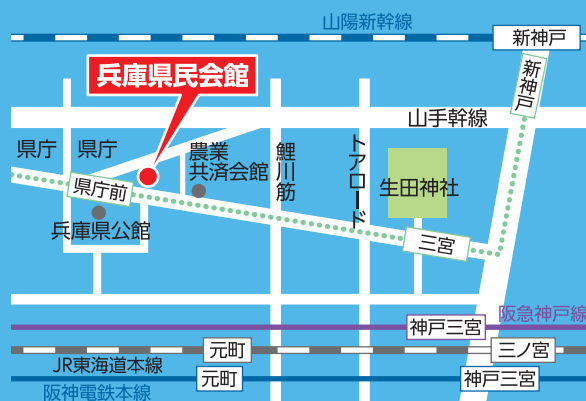 山陽新幹線
新神戸
兵庫県民会館
新神戸
山手幹線
県庁
県庁
農業
共済会館
鯉川筋
トアロード
生田神社
県庁前
兵庫県公館
三宮
阪急神戸線
神戸三宮
元町
三ノ宮
JR東海道本線
元町
神戸三宮
阪神電鉄本線